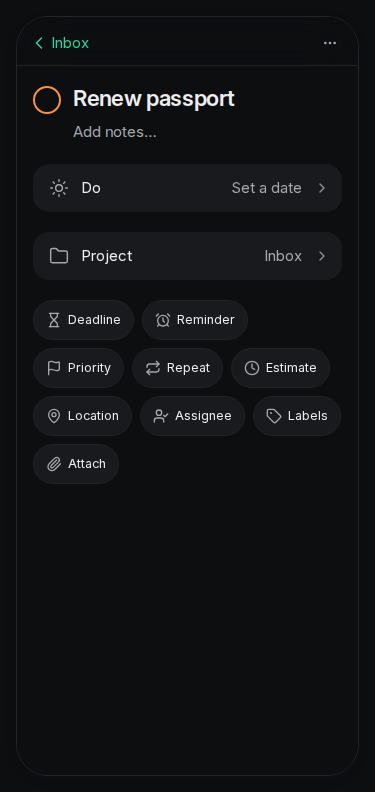 Inbox
Renew passport
Add notes...
Do Set a date
Project Inbox
Deadline Reminder
Priority Repeat Estimate
Location Assignee Labels
Attach